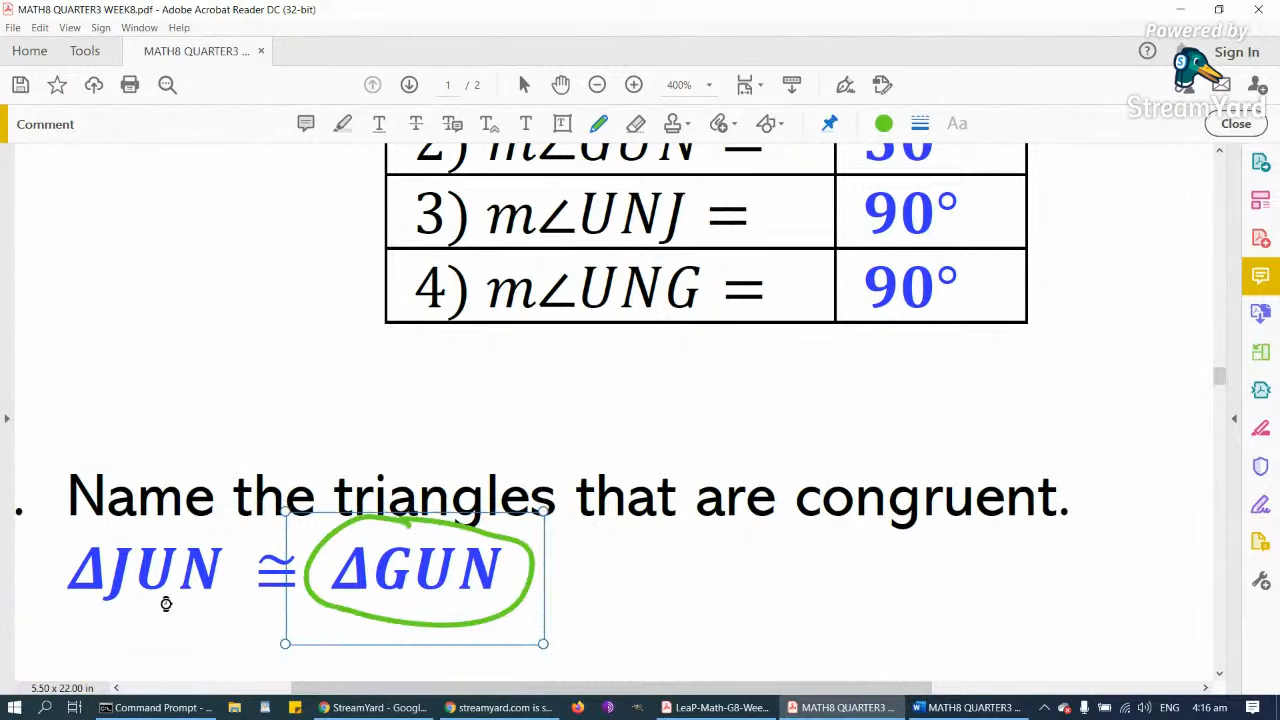 MATH8 QUARTER3 WEEK8.pdf - Adobe Acrobat Reader DC (32-bit)
File Edit View Sign Window Help
Powered by
StreamYard
Home Tools MATH8 QUARTER3 ... × Sign In
1 / 2 400%
Comment Aa Close
2) m∠GUN =
3) m∠UNJ = 90°
4) m∠UNG = 90°
. Name the triangles that are congruent.
ΔJUN ≅ ΔGUN
5.50 x 22.00 in
Command Prompt - ... StreamYard - Googl... streamyard.com is s... LeaP-Math-G8-Wee... MATH8 QUARTER3 ... MATH8 QUARTER3 ... 4:16 am